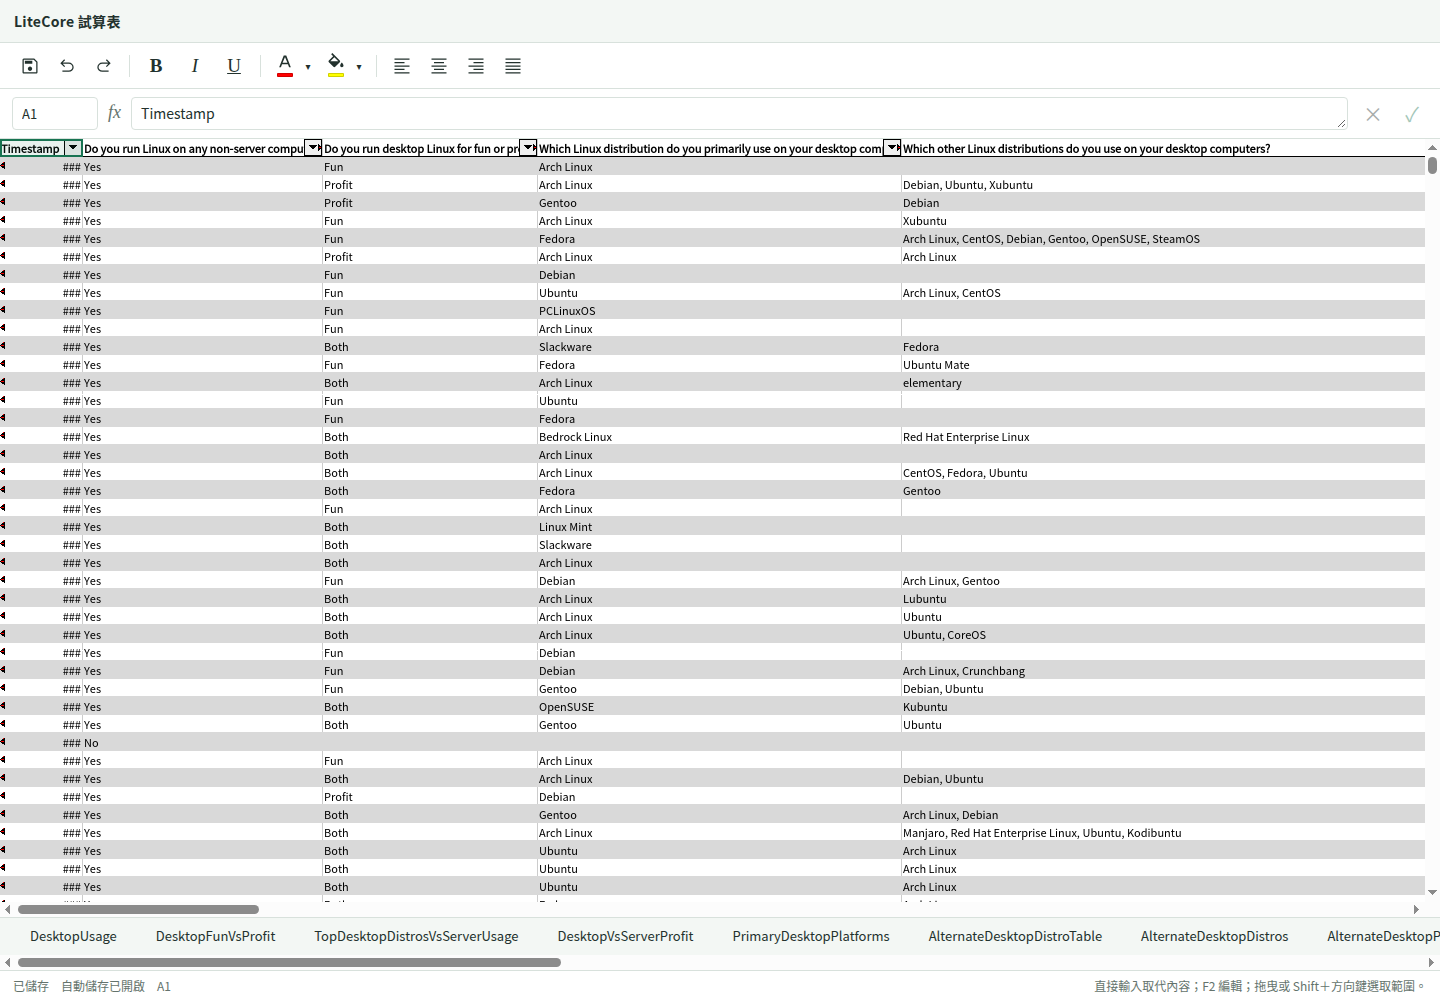 LiteCore 試算表
B I U A
A1 fx Timestamp
Timestamp Do you run Linux on any non-server compu Do you run desktop Linux for fun or pro Which Linux distribution do you primarily use on your desktop com Which other Linux distributions do you use on your desktop computers?
### Yes Fun Arch Linux
### Yes Profit Arch Linux Debian, Ubuntu, Xubuntu
### Yes Profit Gentoo Debian
### Yes Fun Arch Linux Xubuntu
### Yes Fun Fedora Arch Linux, CentOS, Debian, Gentoo, OpenSUSE, SteamOS
### Yes Profit Arch Linux Arch Linux
### Yes Fun Debian
### Yes Fun Ubuntu Arch Linux, CentOS
### Yes Fun PCLinuxOS
### Yes Fun Arch Linux
### Yes Both Slackware Fedora
### Yes Fun Fedora Ubuntu Mate
### Yes Both Arch Linux elementary
### Yes Fun Ubuntu
### Yes Fun Fedora
### Yes Both Bedrock Linux Red Hat Enterprise Linux
### Yes Both Arch Linux
### Yes Both Arch Linux CentOS, Fedora, Ubuntu
### Yes Both Fedora Gentoo
### Yes Fun Arch Linux
### Yes Both Linux Mint
### Yes Both Slackware
### Yes Both Arch Linux
### Yes Fun Debian Arch Linux, Gentoo
### Yes Both Arch Linux Lubuntu
### Yes Both Arch Linux Ubuntu
### Yes Both Arch Linux Ubuntu, CoreOS
### Yes Fun Debian
### Yes Fun Debian Arch Linux, Crunchbang
### Yes Fun Gentoo Debian, Ubuntu
### Yes Both OpenSUSE Kubuntu
### Yes Both Gentoo Ubuntu
### No
### Yes Fun Arch Linux
### Yes Both Arch Linux Debian, Ubuntu
### Yes Profit Debian
### Yes Both Gentoo Arch Linux, Debian
### Yes Both Arch Linux Manjaro, Red Hat Enterprise Linux, Ubuntu, Kodibuntu
### Yes Both Ubuntu Arch Linux
### Yes Both Ubuntu Arch Linux
### Yes Both Ubuntu Arch Linux
DesktopUsage DesktopFunVsProfit TopDesktopDistrosVsServerUsage DesktopVsServerProfit PrimaryDesktopPlatforms AlternateDesktopDistroTable AlternateDesktopDistros AlternateDesktopP
已儲存 自動儲存已開啟 A1 直接輸入取代內容；F2 編輯；拖曳或 Shift＋方向鍵選取範圍。